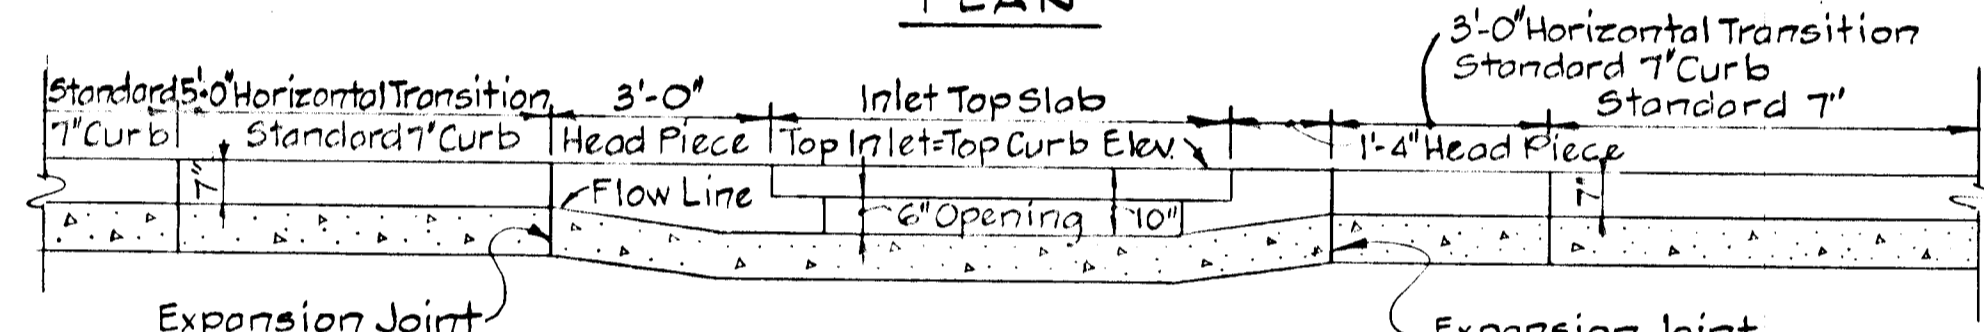 PLAN
3'-0" Horizontal Transition
Standard 7" Curb
Standard 7"
Standard 5'-0" Horizontal Transition
3'-0"
Inlet Top Slab
7" Curb
Standard 7" Curb
Head Piece
Top Inlet=Top Curb Elev.
1'-4" Head Piece
7"
Flow Line
6" Opening
10"
7"
Expansion Joint
Expansion Joint